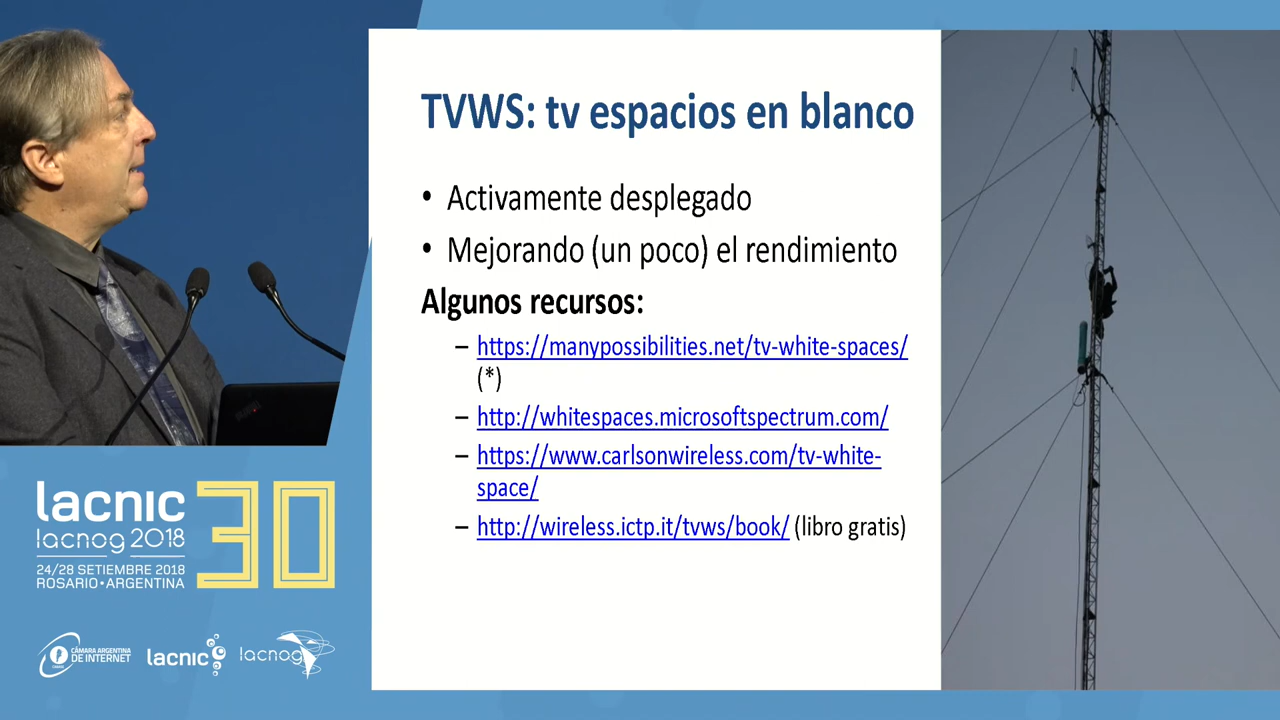 TVWS: tv espacios en blanco
• Activamente desplegado
• Mejorando (un poco) el rendimiento
Algunos recursos:
– https://manypossibilities.net/tv-white-spaces/
(*)
– http://whitespaces.microsoftspectrum.com/
– https://www.carlsonwireless.com/tv-white-
space/
– http://wireless.ictp.it/tvws/book/ (libro gratis)
lacnic 30
lacnog 2018
24/28 SETIEMBRE 2018
ROSARIO•ARGENTINA
CÁMARA ARGENTINA
DE INTERNET
lacnic
lacnog